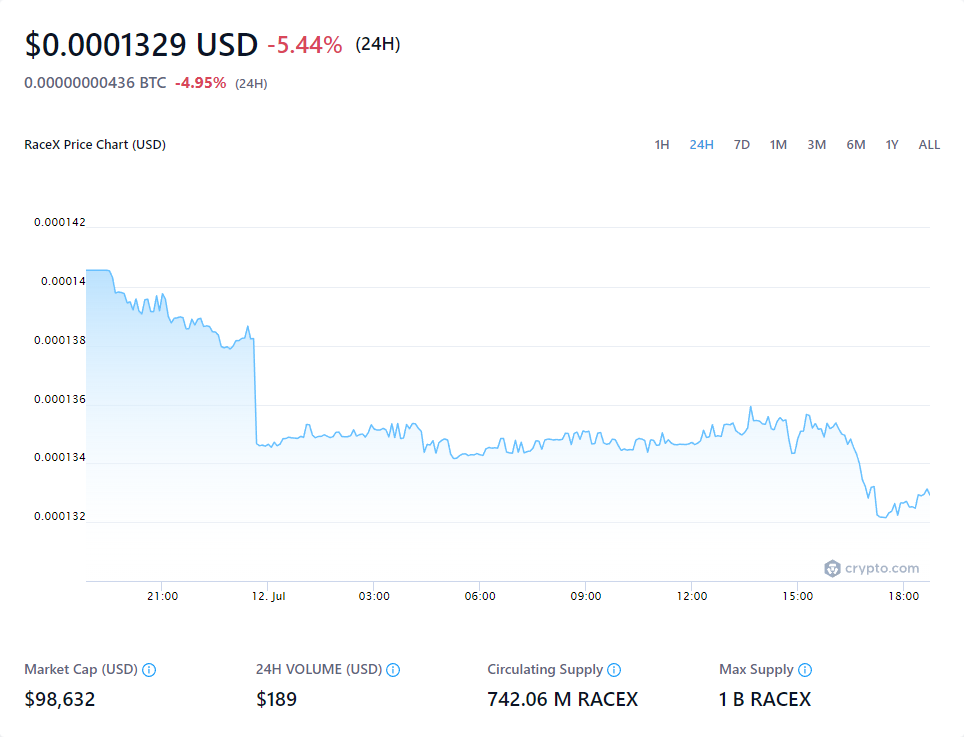 $0.0001329 USD -5.44% (24H)
0.00000000436 BTC -4.95% (24H)
RaceX Price Chart (USD) 1H 24H 7D 1M 3M 6M 1Y ALL
0.000142
0.00014
0.000138
0.000136
0.000134
0.000132
crypto.com
21:00 12. Jul 03:00 06:00 09:00 12:00 15:00 18:00
Market Cap (USD) 24H VOLUME (USD) Circulating Supply Max Supply
$98,632 $189 742.06 M RACEX 1 B RACEX